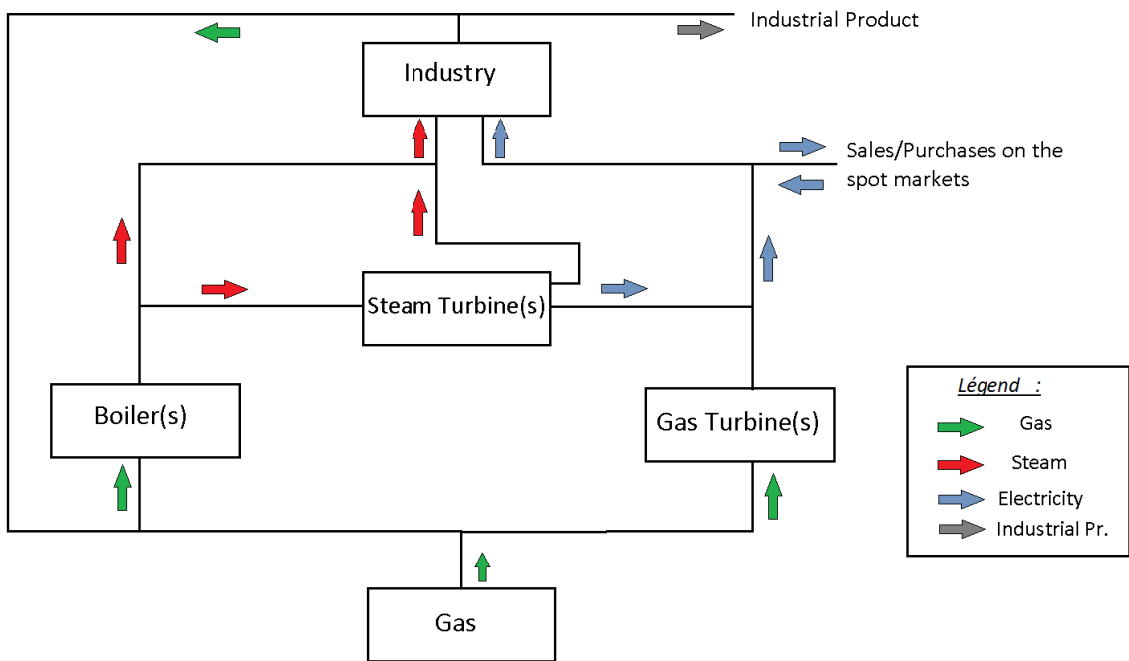 Industrial Product
Industry
Sales/Purchases on the
spot markets
Steam Turbine(s)
Boiler(s)
Gas Turbine(s)
Gas
Légend :
Gas
Steam
Electricity
Industrial Pr.